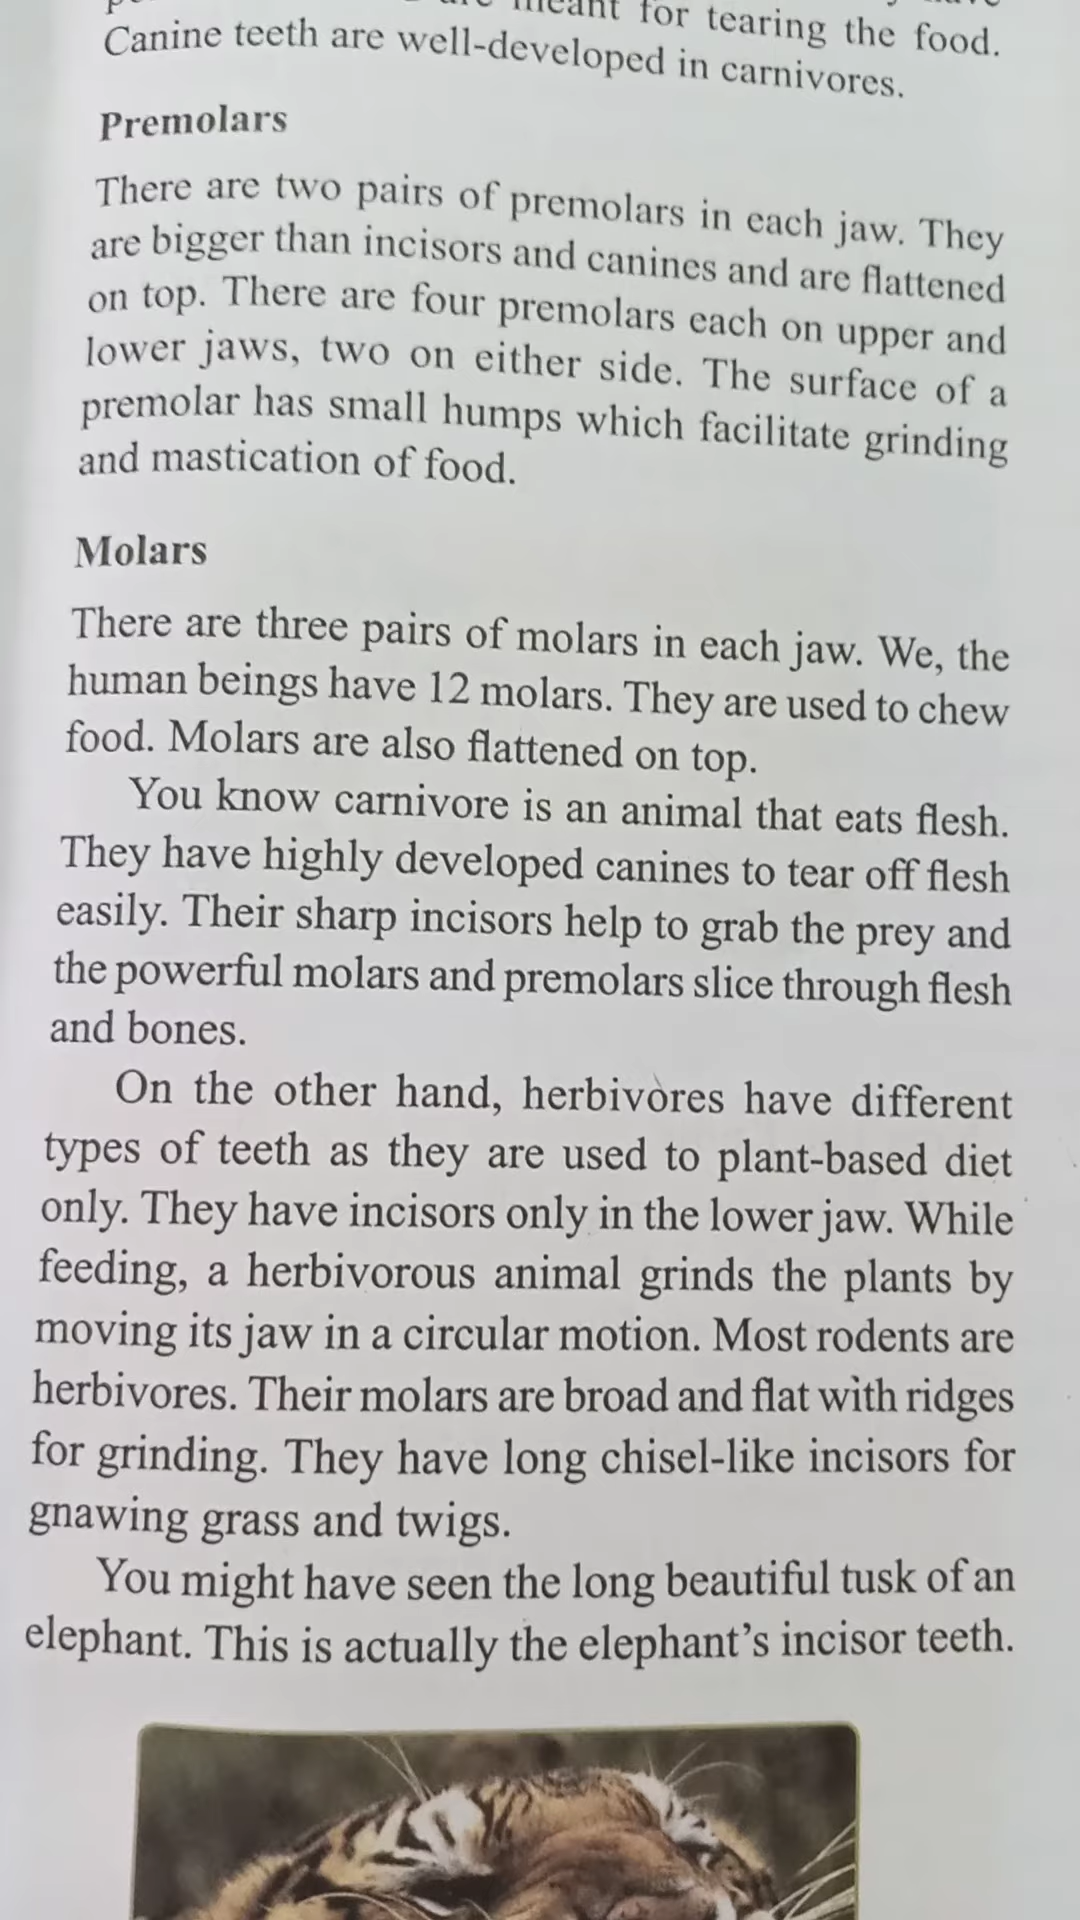 meant for tearing the food.
Canine teeth are well-developed in carnivores.
Premolars
There are two pairs of premolars in each jaw. They
are bigger than incisors and canines and are flattened
on top. There are four premolars each on upper and
lower jaws, two on either side. The surface of a
premolar has small humps which facilitate grinding
and mastication of food.
Molars
There are three pairs of molars in each jaw. We, the
human beings have 12 molars. They are used to chew
food. Molars are also flattened on top.
You know carnivore is an animal that eats flesh.
They have highly developed canines to tear off flesh
easily. Their sharp incisors help to grab the prey and
the powerful molars and premolars slice through flesh
and bones.
On the other hand, herbivores have different
types of teeth as they are used to plant-based diet
only. They have incisors only in the lower jaw. While
feeding, a herbivorous animal grinds the plants by
moving its jaw in a circular motion. Most rodents are
herbivores. Their molars are broad and flat with ridges
for grinding. They have long chisel-like incisors for
gnawing grass and twigs.
You might have seen the long beautiful tusk of an
elephant. This is actually the elephant's incisor teeth.